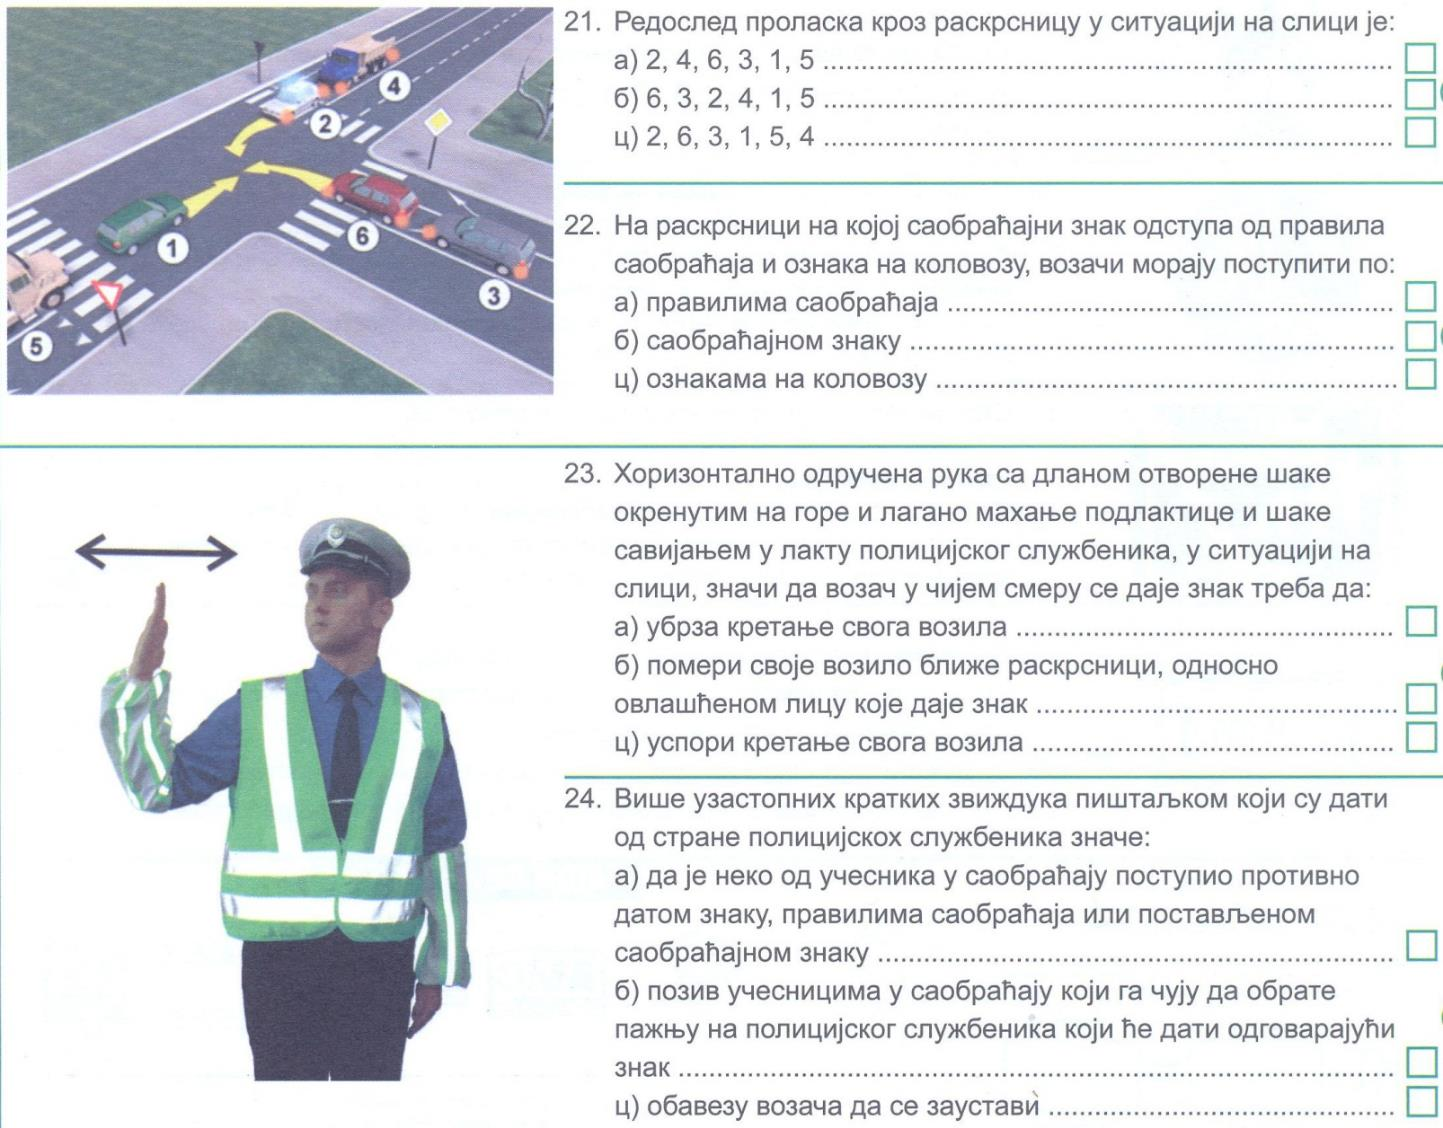 21. Редослед проласка кроз раскрсницу у ситуацији на слици је:
а) 2, 4, 6, 3, 1, 5
б) 6, 3, 2, 4, 1, 5
ц) 2, 6, 3, 1, 5, 4
4
2
1
6
3
5
22. На раскрсници на којој саобраћајни знак одступа од правила
саобраћаја и ознака на коловозу, возачи морају поступити по:
а) правилима саобраћаја
б) саобраћајном знаку
ц) ознакама на коловозу
23. Хоризонтално одручена рука са дланом отворене шаке
окренутим на горе и лагано махање подлактице и шаке
савијањем у лакту полицијског службеника, у ситуацији на
слици, значи да возач у чијем смеру се даје знак треба да:
а) убрза кретање свога возила
б) помери своје возило ближе раскрсници, односно
овлашћеном лицу које даје знак
ц) успори кретање свога возила
24. Више узастопних кратких звиждука пиштаљком који су дати
од стране полицијскох службеника значе:
а) да је неко од учесника у саобраћају поступио противно
датом знаку, правилима саобраћаја или постављеном
саобраћајном знаку
б) позив учесницима у саобраћају који га чују да обрате
пажњу на полицијског службеника који ће дати одговарајући
знак
ц) обавезу возача да се заустави